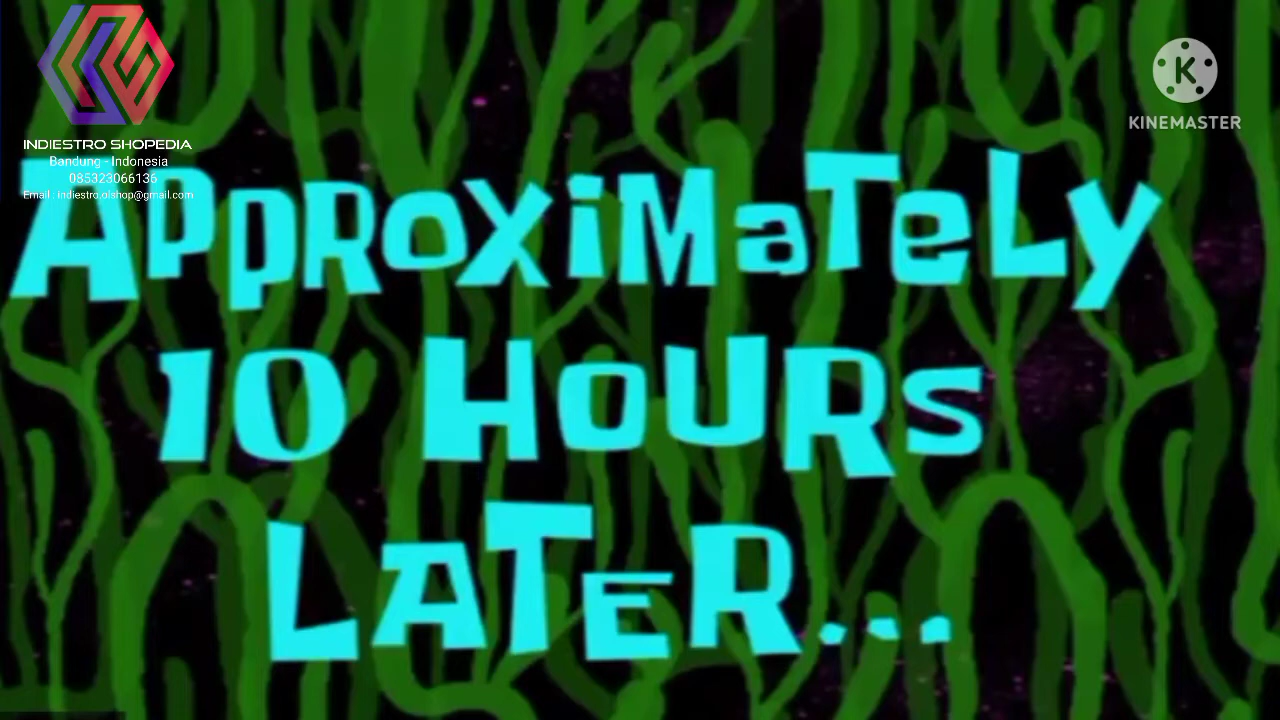 INDIESTRO SHOPEDIA
Bandung - Indonesia
085323066136
Email : indiestro.olshop@gmail.com
K
KINEMASTER
APPROXiMaTeLy
10 HoURS
LATER...